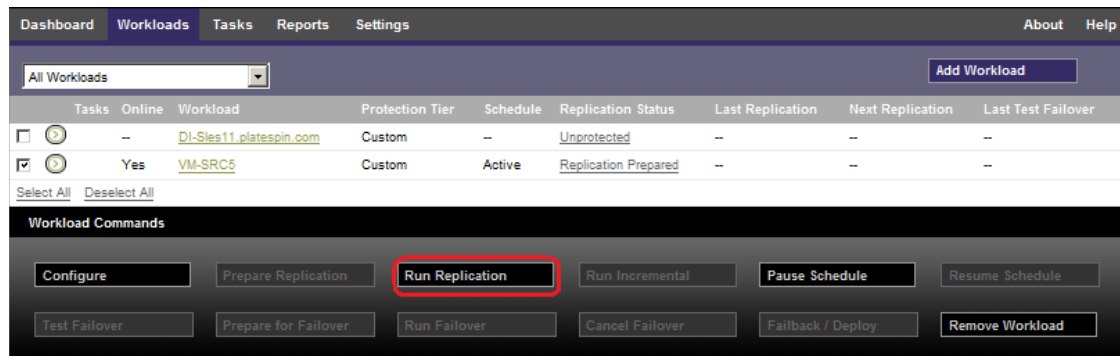 Dashboard Workloads Tasks Reports Settings About Help
All Workloads Add Workload
Tasks Online Workload Protection Tier Schedule Replication Status Last Replication Next Replication Last Test Failover
-- DI-Sles11.platespin.com Custom -- Unprotected -- -- --
Yes VM-SRC5 Custom Active Replication Prepared -- -- --
Select All Deselect All
Workload Commands
Configure Prepare Replication Run Replication Run Incremental Pause Schedule Resume Schedule
Test Failover Prepare for Failover Run Failover Cancel Failover Failback / Deploy Remove Workload